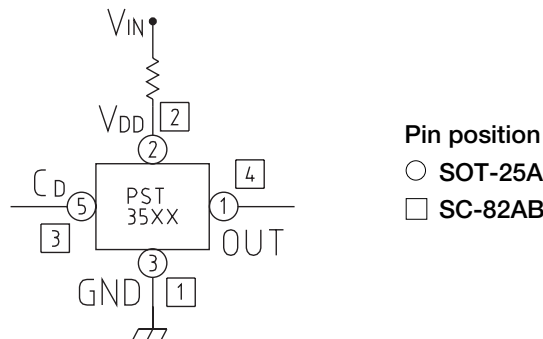 VIN
VDD 2
2
CD
5
3
PST
35XX
4
1
OUT
3
GND 1
Pin position
○ SOT-25A
□ SC-82AB